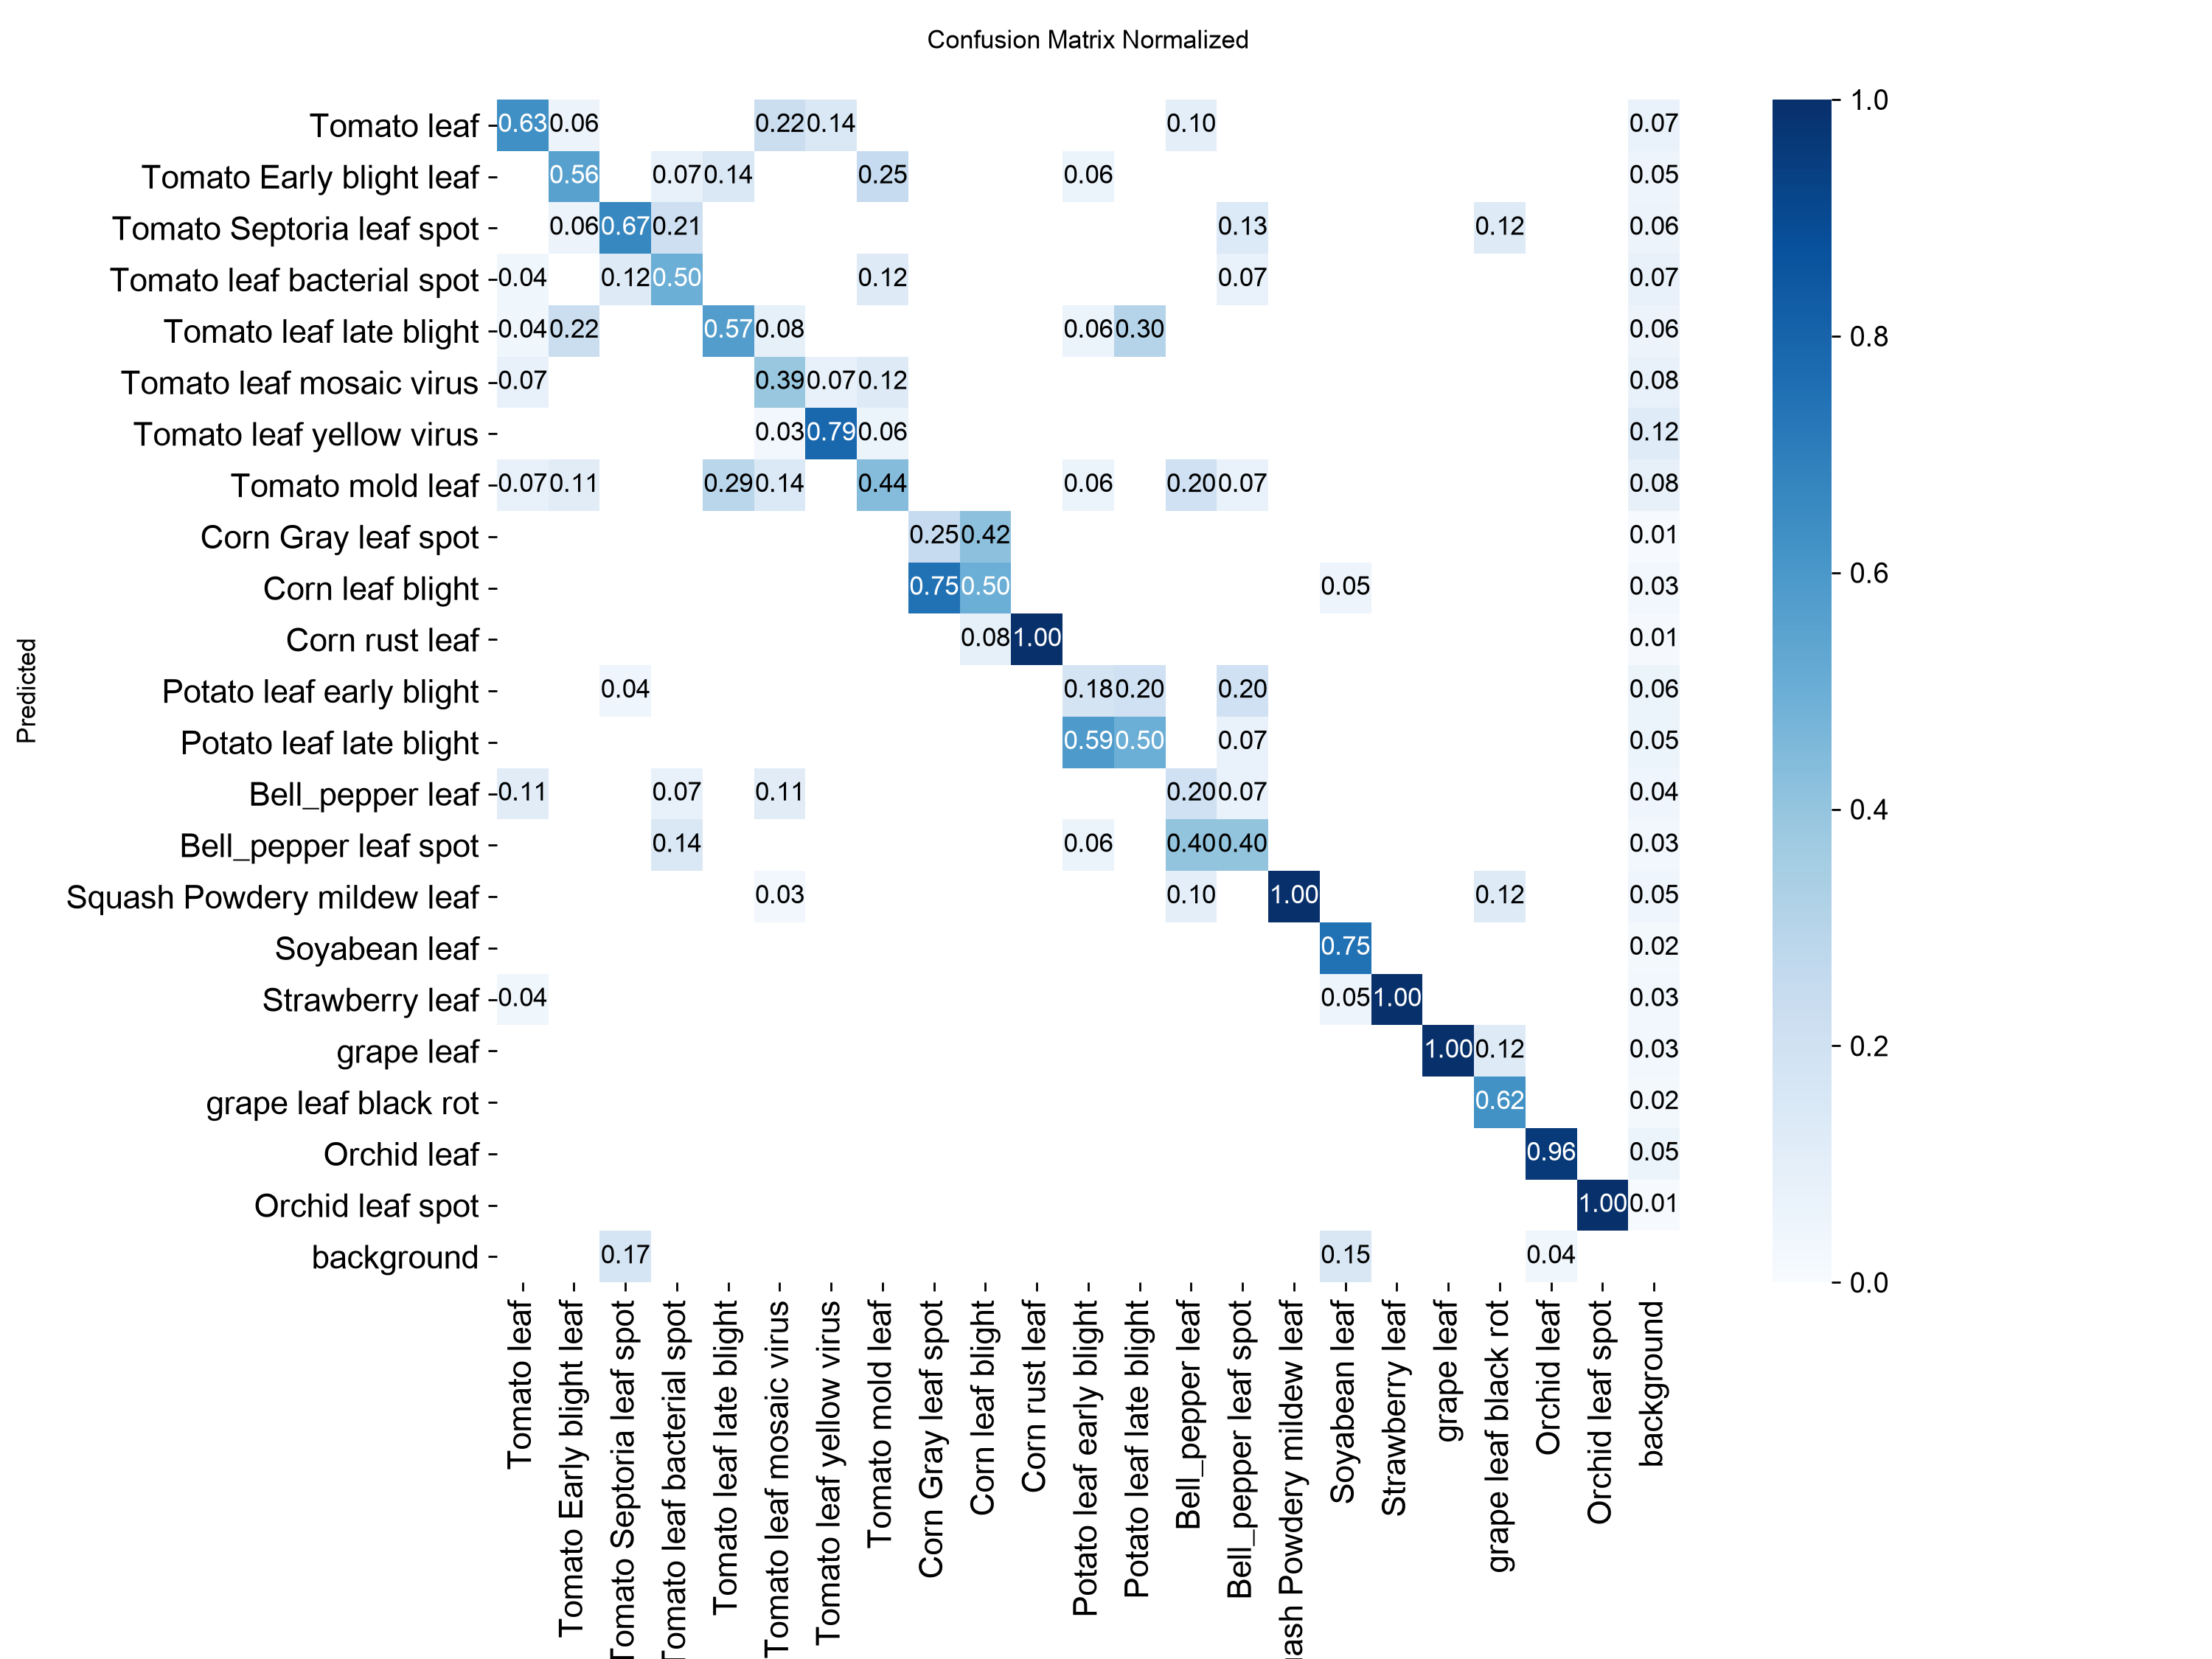 Confusion Matrix Normalized
Tomato leaf 0.63 0.06 0.22 0.14 0.10 0.07 1.0
Tomato Early blight leaf 0.56 0.07 0.14 0.25 0.06 0.05
Tomato Septoria leaf spot 0.06 0.67 0.21 0.13 0.12 0.06
Tomato leaf bacterial spot 0.04 0.12 0.50 0.12 0.07 0.07
Tomato leaf late blight 0.04 0.22 0.57 0.08 0.06 0.30 0.06 0.8
Tomato leaf mosaic virus 0.07 0.39 0.07 0.12 0.08
Tomato leaf yellow virus 0.03 0.79 0.06 0.12
Tomato mold leaf 0.07 0.11 0.29 0.14 0.44 0.06 0.20 0.07 0.08
Corn Gray leaf spot 0.25 0.42 0.01
Corn leaf blight 0.75 0.50 0.05 0.03 0.6
Corn rust leaf 0.08 1.00 0.01
Predicted
Potato leaf early blight 0.04 0.18 0.20 0.20 0.06
Potato leaf late blight 0.59 0.50 0.07 0.05
Bell_pepper leaf 0.11 0.07 0.11 0.20 0.07 0.04 0.4
Bell_pepper leaf spot 0.14 0.06 0.40 0.40 0.03
Squash Powdery mildew leaf 0.03 0.10 1.00 0.12 0.05
Soyabean leaf 0.75 0.02
Strawberry leaf 0.04 0.05 1.00 0.03
grape leaf 1.00 0.12 0.03 0.2
grape leaf black rot 0.62 0.02
Orchid leaf 0.96 0.05
Orchid leaf spot 1.00 0.01
background 0.17 0.15 0.04 0.0
Tomato leaf
Tomato Early blight leaf
Tomato Septoria leaf spot
Tomato leaf bacterial spot
Tomato leaf late blight
Tomato leaf mosaic virus
Tomato leaf yellow virus
Tomato mold leaf
Corn Gray leaf spot
Corn leaf blight
Corn rust leaf
Potato leaf early blight
Potato leaf late blight
Bell_pepper leaf
Bell_pepper leaf spot
Powdery mildew leaf
Soyabean leaf
Strawberry leaf
grape leaf
grape leaf black rot
Orchid leaf
Orchid leaf spot
background